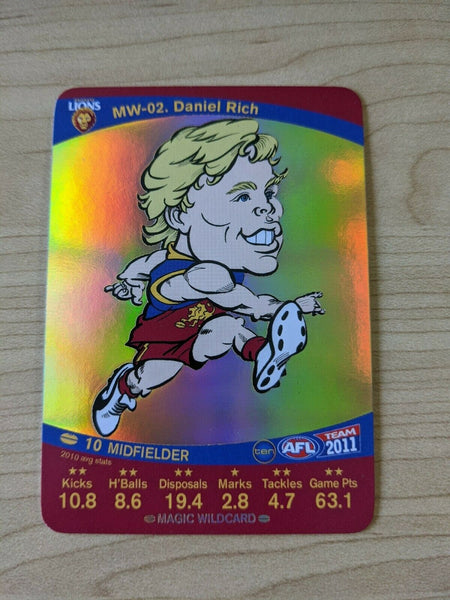 LIONS
MW-02. Daniel Rich
10 MIDFIELDER
ten AFL TEAM 2011
2010 avg stats
★★ ★★ ★★ ★ ★★ ★★
Kicks H'Balls Disposals Marks Tackles Game Pts
10.8 8.6 19.4 2.8 4.7 63.1
MAGIC WILDCARD